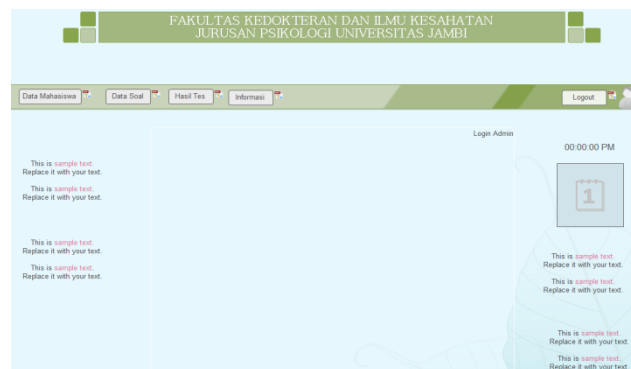 FAKULTAS KEDOKTERAN DAN ILMU KESAHATAN
JURUSAN PSIKOLOGI UNIVERSITAS JAMBI
Data Mahasiswa
Data Soal
Hasil Tes
Informasi
Logout
Login Admin
00:00:00 PM
1
This is sample text.
Replace it with your text.
This is sample text.
Replace it with your text.
This is sample text.
Replace it with your text.
This is sample text.
Replace it with your text.
This is sample text.
Replace it with your text.
This is sample text.
Replace it with your text.
This is sample text.
Replace it with your text.
This is sample text.
Replace it with your text.